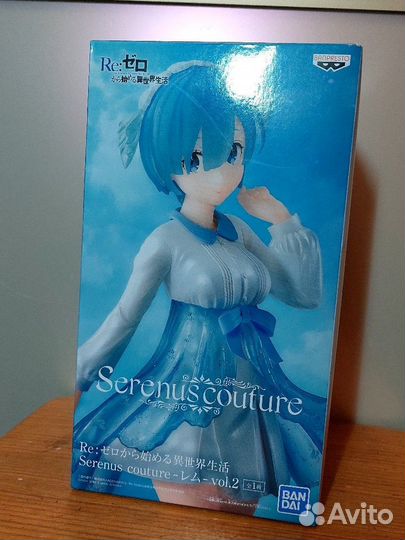 Re:ゼロ
から始める異世界生活
BANPRESTO
Serenus couture
Re:ゼロから始める異世界生活
Serenus couture -レム- vol.2 全1種
BAN
DAI
Avito